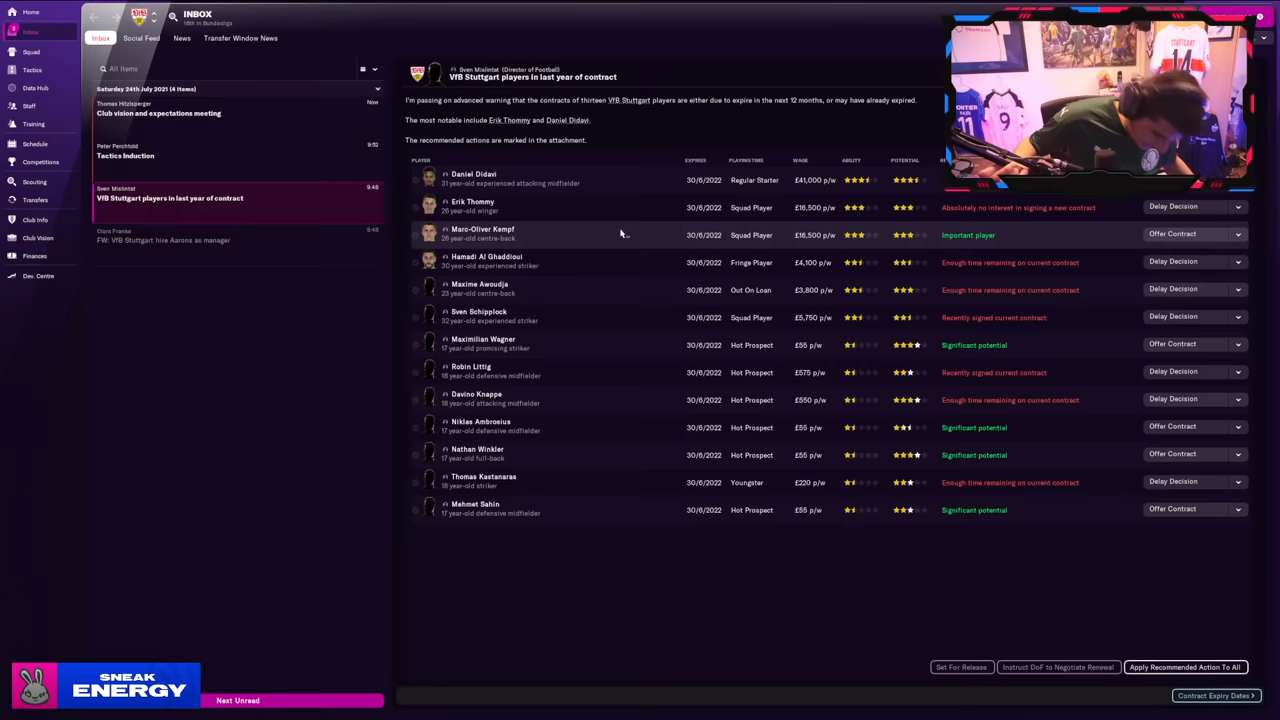 Home
INBOX
16th in Bundesliga
Inbox
Inbox
Social Feed
News
Transfer Window News
Squad
Tactics
Data Hub
Staff
Training
Schedule
Competitions
Scouting
Transfers
Club Info
Club Vision
Finances
Dev. Centre
All Items
Saturday 24th July 2021 (4 Items)
Thomas Hitzlsperger Now
Club vision and expectations meeting
Peter Perchtold 9:52
Tactics Induction
Sven Mislintat 9:48
VfB Stuttgart players in last year of contract
Clara Franke 9:48
FW: VfB Stuttgart hire Aarons as manager
Sven Mislintat (Director of Football)
VfB Stuttgart players in last year of contract
I'm passing on advanced warning that the contracts of thirteen VfB Stuttgart players are either due to expire in the next 12 months, or may have already expired.
The most notable include Erik Thommy and Daniel Didavi.
The recommended actions are marked in the attachment.
PLAYER EXPIRES PLAYING TIME WAGE ABILITY POTENTIAL
Daniel Didavi
31 year-old experienced attacking midfielder
30/6/2022 Regular Starter £41,000 p/w
Erik Thommy
26 year-old winger
30/6/2022 Squad Player £16,500 p/w Absolutely no interest in signing a new contract Delay Decision
Marc-Oliver Kempf
26 year-old centre-back
30/6/2022 Squad Player £16,500 p/w Important player Offer Contract
Hamadi Al Ghaddioui
30 year-old experienced striker
30/6/2022 Fringe Player £4,100 p/w Enough time remaining on current contract Delay Decision
Maxime Awoudja
23 year-old centre-back
30/6/2022 Out On Loan £3,800 p/w Enough time remaining on current contract Delay Decision
Sven Schipplock
32 year-old experienced striker
30/6/2022 Squad Player £5,750 p/w Recently signed current contract Delay Decision
Maximilian Wagner
17 year-old promising striker
30/6/2022 Hot Prospect £55 p/w Significant potential Offer Contract
Robin Littig
18 year-old defensive midfielder
30/6/2022 Hot Prospect £575 p/w Recently signed current contract Delay Decision
Davino Knappe
18 year-old attacking midfielder
30/6/2022 Hot Prospect £550 p/w Enough time remaining on current contract Delay Decision
Niklas Ambrosius
17 year-old defensive midfielder
30/6/2022 Hot Prospect £55 p/w Significant potential Offer Contract
Nathan Winkler
17 year-old full-back
30/6/2022 Hot Prospect £55 p/w Significant potential Offer Contract
Thomas Kastanaras
18 year-old striker
30/6/2022 Youngster £220 p/w Enough time remaining on current contract Delay Decision
Mehmet Sahin
17 year-old defensive midfielder
30/6/2022 Hot Prospect £55 p/w Significant potential Offer Contract
Set For Release
Instruct DoF to Negotiate Renewal
Apply Recommended Action To All
Contract Expiry Dates >
Next Unread
SNEAK
ENERGY
STUTTGART
14
11
9